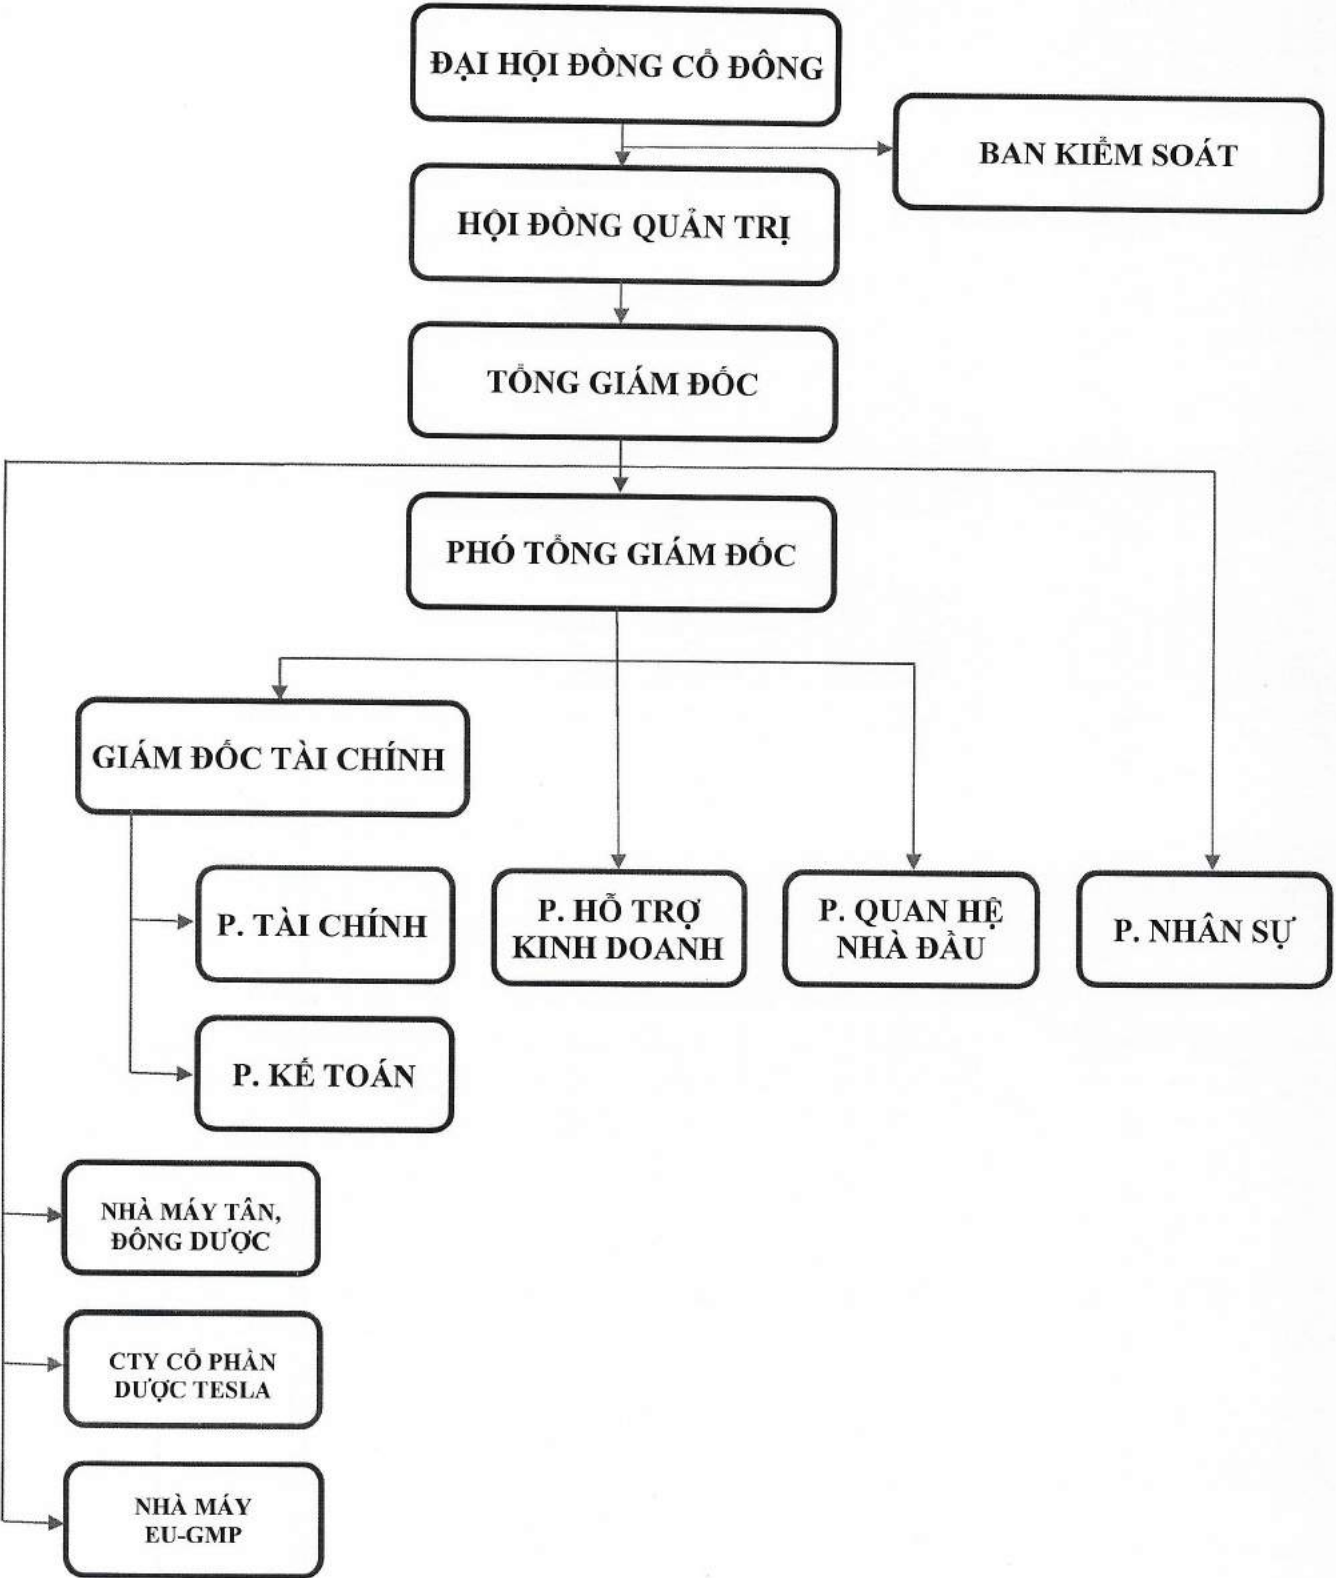 ĐẠI HỘI ĐỒNG CỔ ĐÔNG
BAN KIỂM SOÁT
HỘI ĐỒNG QUẢN TRỊ
TỔNG GIÁM ĐỐC
PHÓ TỔNG GIÁM ĐỐC
GIÁM ĐỐC TÀI CHÍNH
P. TÀI CHÍNH
P. HỖ TRỢ
KINH DOANH
P. QUAN HỆ
NHÀ ĐẦU
P. NHÂN SỰ
P. KẾ TOÁN
NHÀ MÁY TÂN,
ĐÔNG DƯỢC
CTY CỔ PHẦN
DƯỢC TESLA
NHÀ MÁY
EU-GMP